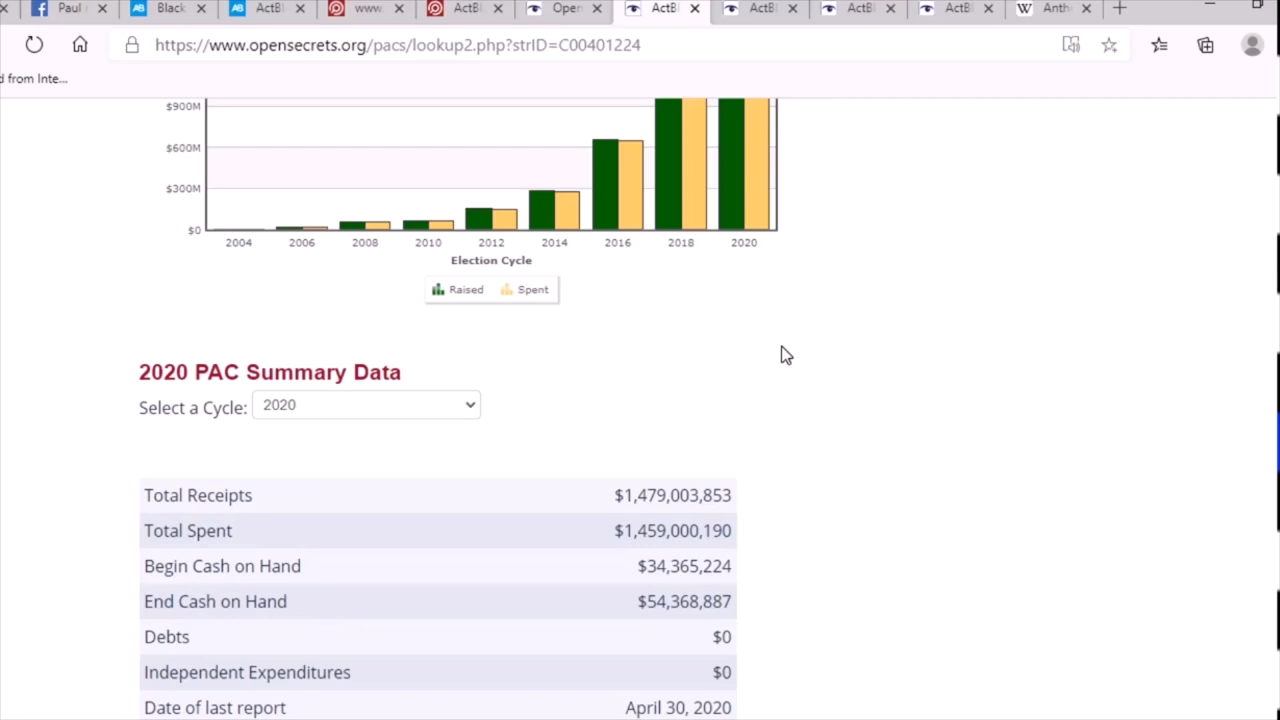 Paul
Black
ActBl
www.
ActBL
Open
ActBl
ActBl
ActBl
ActBl
Anth
https://www.opensecrets.org/pacs/lookup2.php?strID=C00401224
d from Inte...
$900M
$600M
$300M
$0
2004 2006 2008 2010 2012 2014 2016 2018 2020
Election Cycle
Raised Spent
2020 PAC Summary Data
Select a Cycle: 2020
Total Receipts $1,479,003,853
Total Spent $1,459,000,190
Begin Cash on Hand $34,365,224
End Cash on Hand $54,368,887
Debts $0
Independent Expenditures $0
Date of last report April 30, 2020